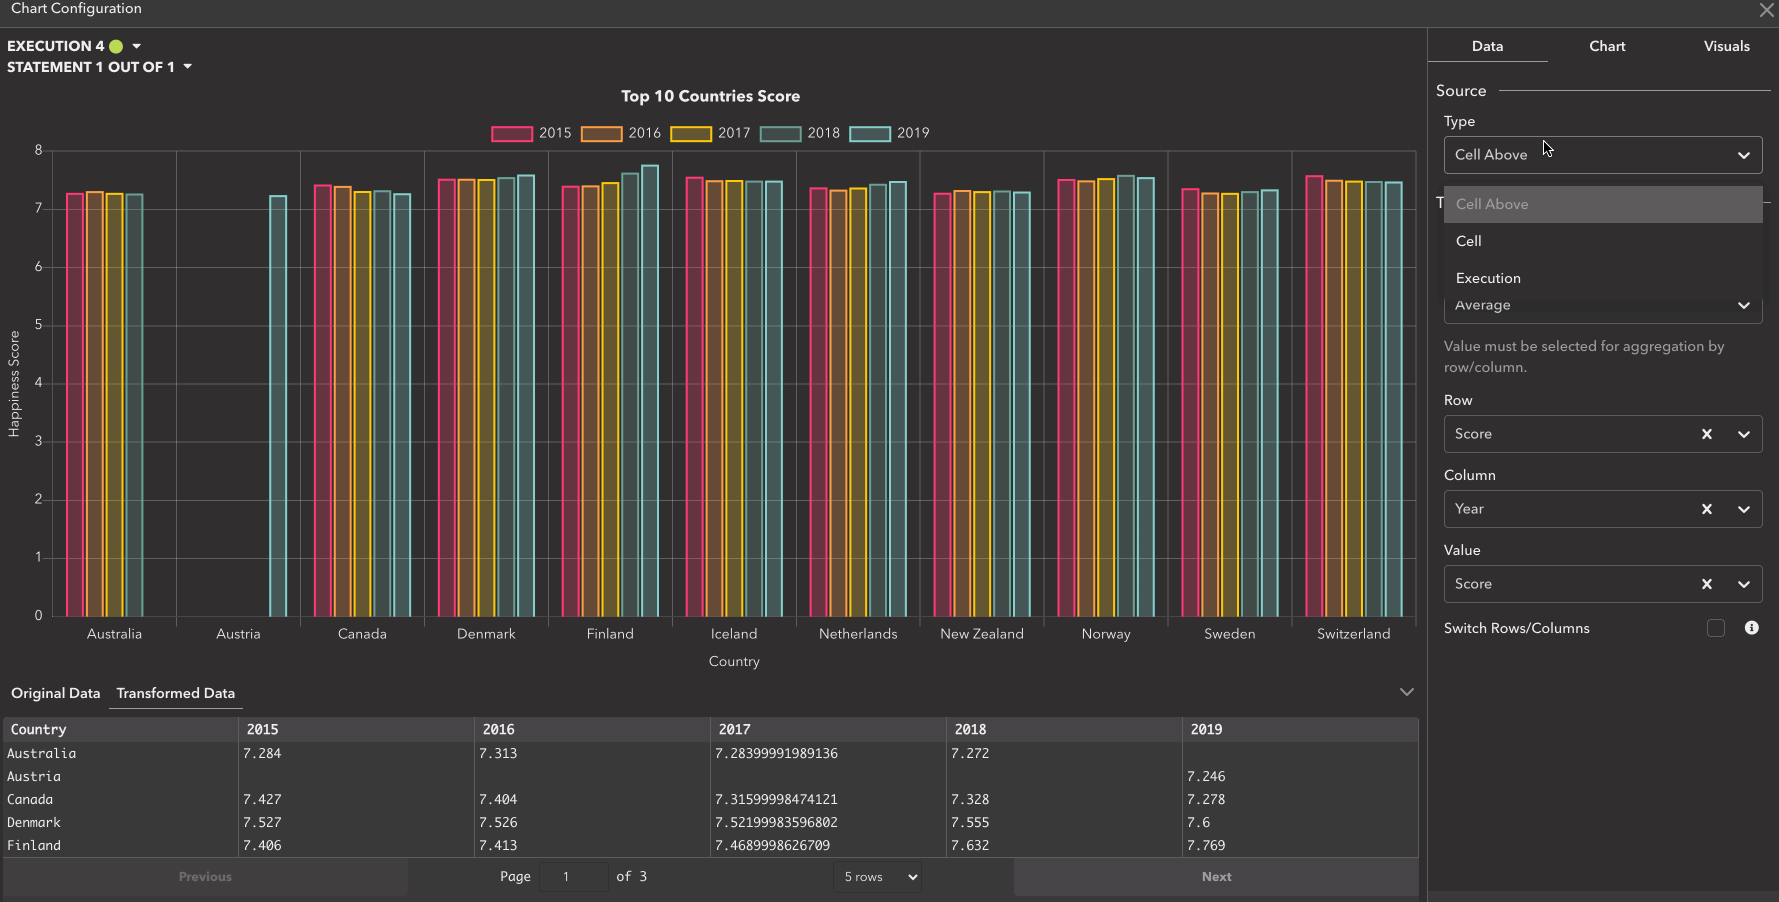 Chart Configuration
EXECUTION 4
STATEMENT 1 OUT OF 1
Top 10 Countries Score
2015 2016 2017 2018 2019
8
7
6
5
4
3
2
1
0
Happiness Score
Australia Austria Canada Denmark Finland Iceland Netherlands New Zealand Norway Sweden Switzerland
Country
Original Data Transformed Data
Country 2015 2016 2017 2018 2019
Australia 7.284 7.313 7.28399991989136 7.272
Austria 7.246
Canada 7.427 7.404 7.31599998474121 7.328 7.278
Denmark 7.527 7.526 7.52199983596802 7.555 7.6
Finland 7.406 7.413 7.4689998626709 7.632 7.769
Previous Page 1 of 3 5 rows Next
Data Chart Visuals
Source
Type
Cell Above
T
Cell Above
Cell
Execution
Average
Value must be selected for aggregation by
row/column.
Row
Score
Column
Year
Value
Score
Switch Rows/Columns